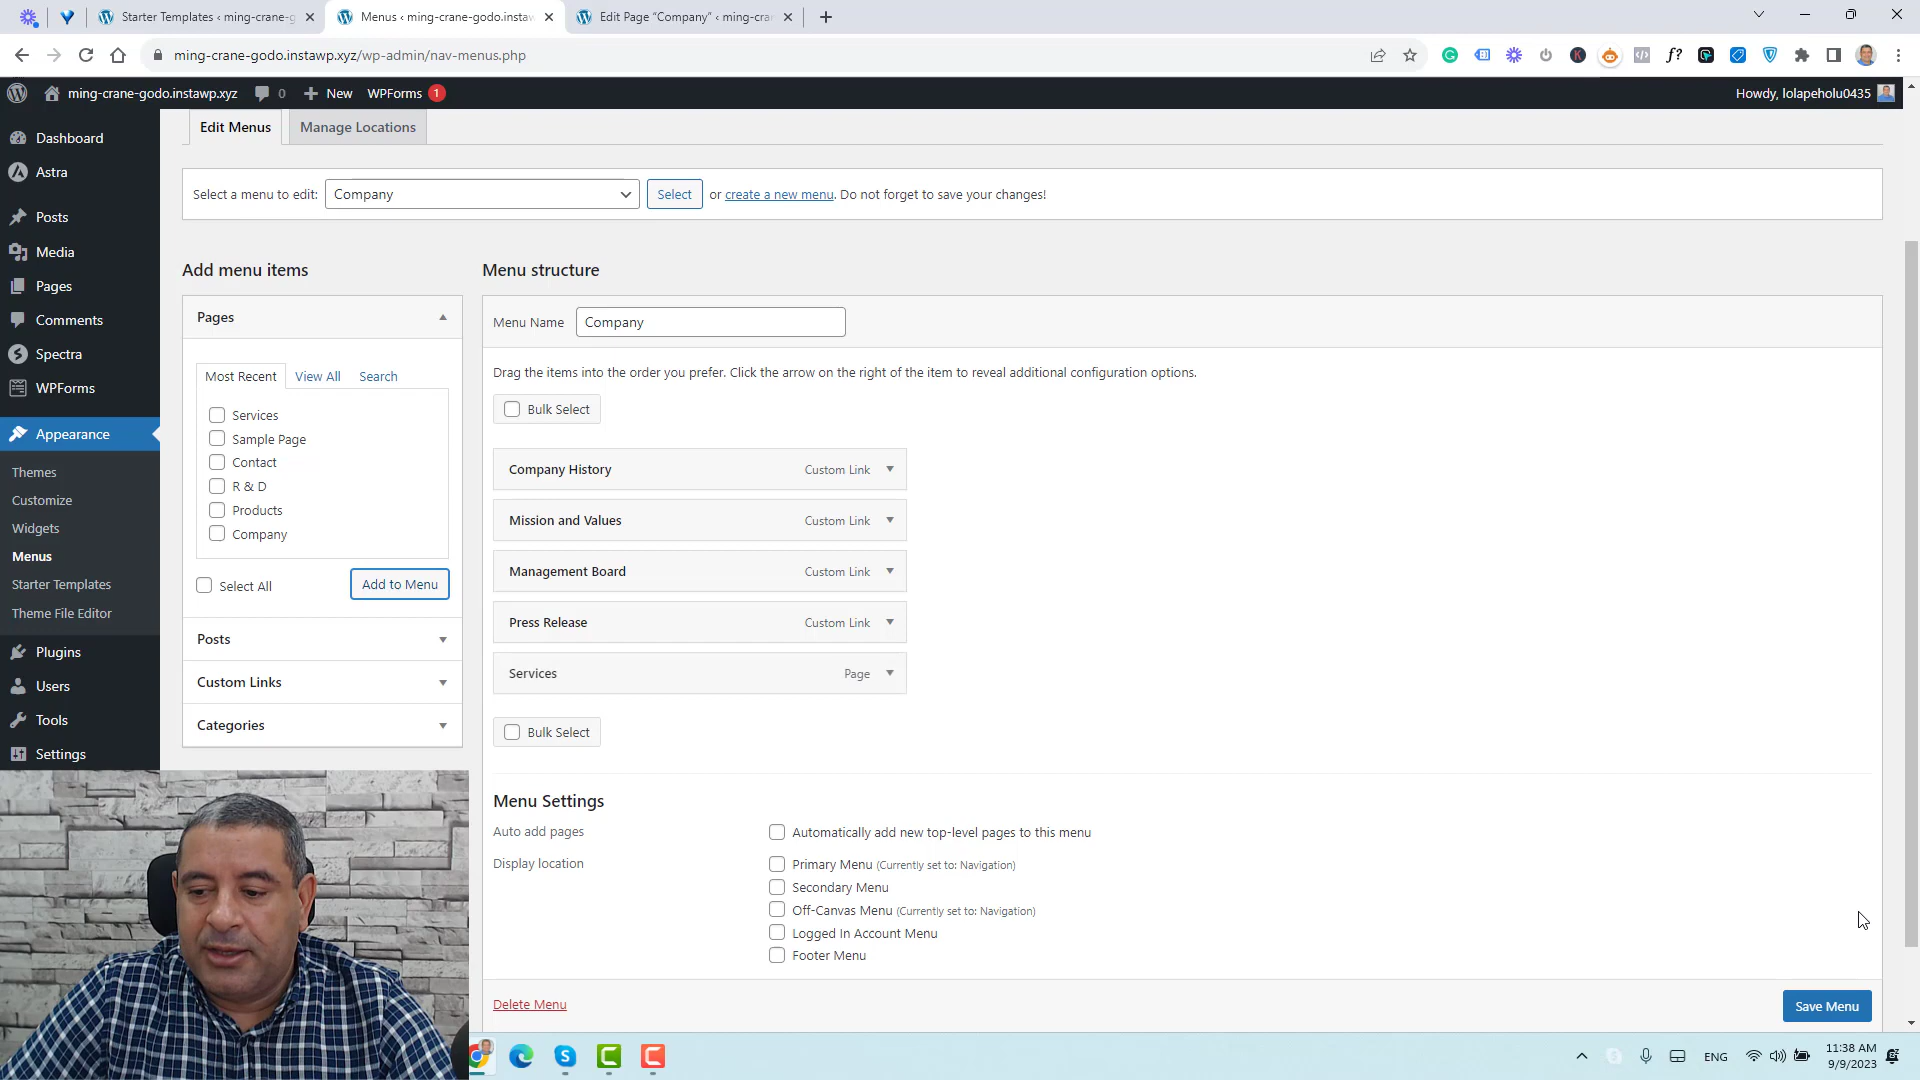 Starter Templates ‹ ming-crane-g
Menus ‹ ming-crane-godo.instaw
Edit Page “Company” ‹ ming-cra
ming-crane-godo.instawp.xyz/wp-admin/nav-menus.php
ming-crane-godo.instawp.xyz
0
New
WPForms
1
Howdy, lolapeholu0435
Dashboard
Astra
Posts
Media
Pages
Comments
Spectra
WPForms
Appearance
Themes
Customize
Widgets
Menus
Starter Templates
Theme File Editor
Plugins
Users
Tools
Settings
Edit Menus
Manage Locations
Select a menu to edit:
Company
Select
or create a new menu. Do not forget to save your changes!
Add menu items
Pages
Most Recent
View All
Search
Services
Sample Page
Contact
R & D
Products
Company
Select All
Add to Menu
Posts
Custom Links
Categories
Menu structure
Menu Name
Company
Drag the items into the order you prefer. Click the arrow on the right of the item to reveal additional configuration options.
Bulk Select
Company History
Custom Link
Mission and Values
Custom Link
Management Board
Custom Link
Press Release
Custom Link
Services
Page
Bulk Select
Menu Settings
Auto add pages
Automatically add new top-level pages to this menu
Display location
Primary Menu (Currently set to: Navigation)
Secondary Menu
Off-Canvas Menu (Currently set to: Navigation)
Logged In Account Menu
Footer Menu
Delete Menu
Save Menu
ENG
11:38 AM
9/9/2023